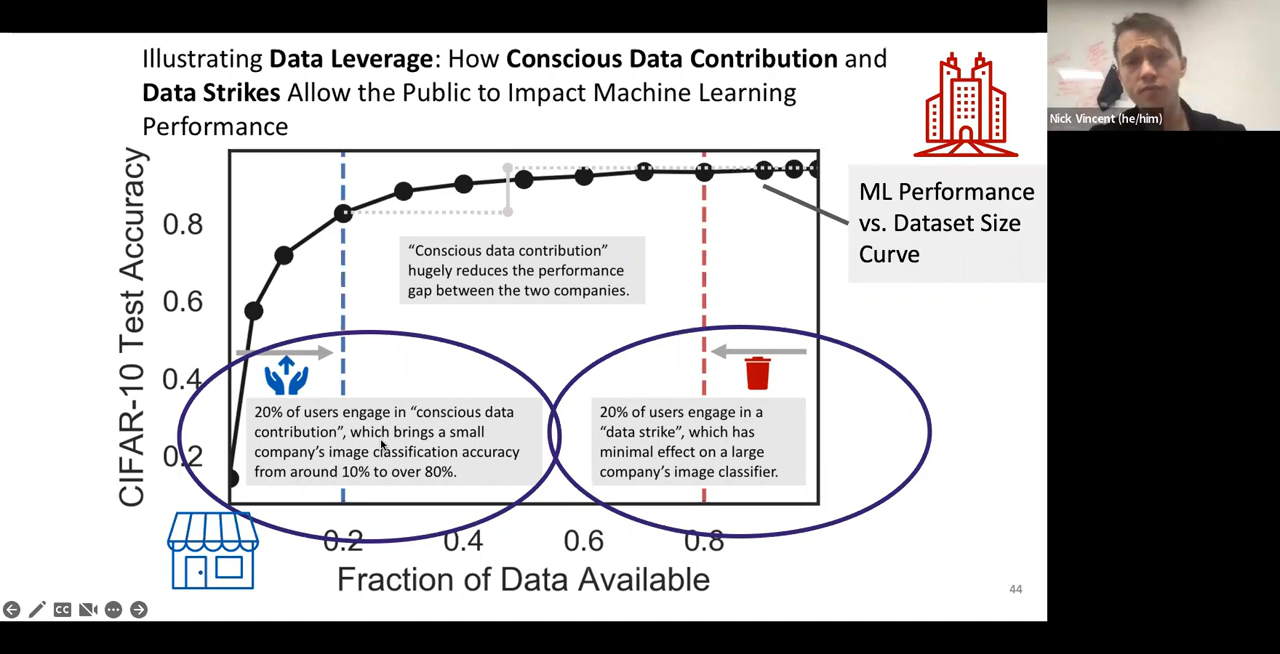 Illustrating Data Leverage: How Conscious Data Contribution and
Data Strikes Allow the Public to Impact Machine Learning
Performance
Nick Vincent (he/him)
ML Performance
vs. Dataset Size
Curve
CIFAR-10 Test Accuracy
0.8
0.6
0.4
0.2
“Conscious data contribution”
hugely reduces the performance
gap between the two companies.
20% of users engage in “conscious data
contribution”, which brings a small
company’s image classification accuracy
from around 10% to over 80%.
20% of users engage in a
“data strike”, which has
minimal effect on a large
company’s image classifier.
0.2 0.4 0.6 0.8
Fraction of Data Available
44
CC